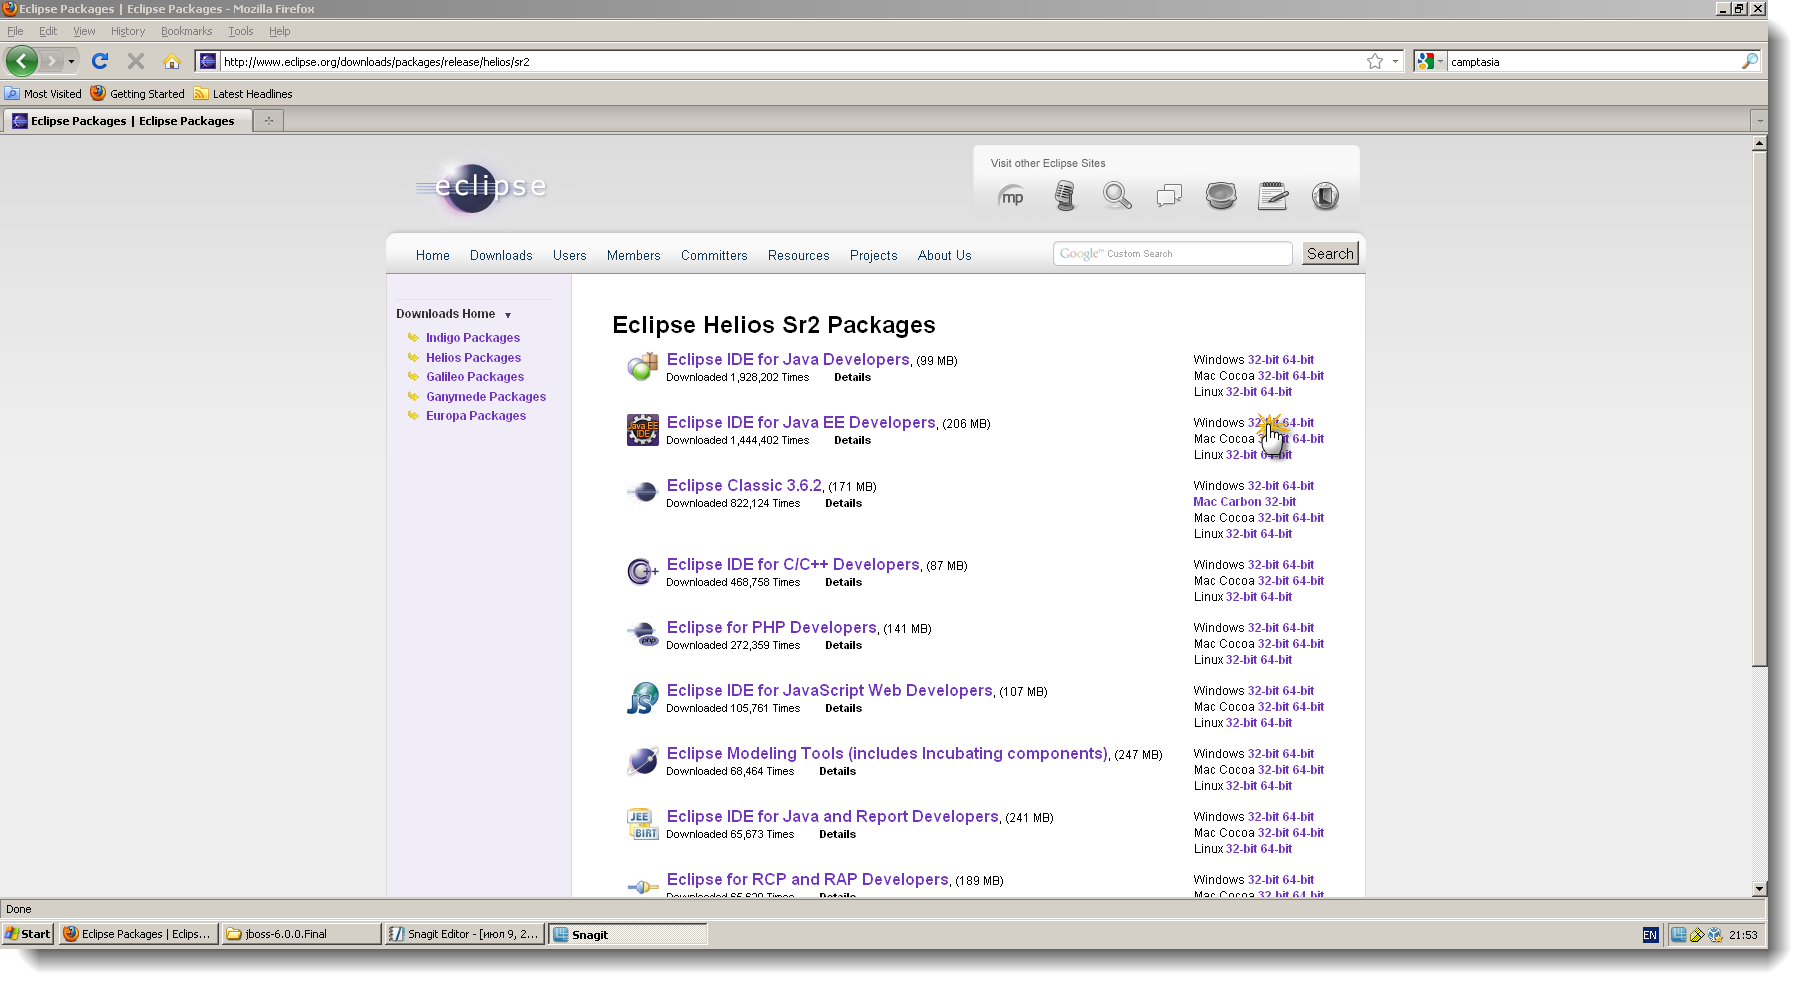 Eclipse Packages | Eclipse Packages - Mozilla Firefox
File Edit View History Bookmarks Tools Help
http://www.eclipse.org/downloads/packages/release/helios/sr2
camptasia
Most Visited Getting Started Latest Headlines
Eclipse Packages | Eclipse Packages
eclipse
Visit other Eclipse Sites
mp
Home Downloads Users Members Committers Resources Projects About Us
Google™ Custom Search
Search
Downloads Home
Indigo Packages
Helios Packages
Galileo Packages
Ganymede Packages
Europa Packages
Eclipse Helios Sr2 Packages
Eclipse IDE for Java Developers, (99 MB)
Downloaded 1,928,202 Times Details
Windows 32-bit 64-bit
Mac Cocoa 32-bit 64-bit
Linux 32-bit 64-bit
Java EE
IDE
Eclipse IDE for Java EE Developers, (206 MB)
Downloaded 1,444,402 Times Details
Windows 64-bit
Mac Cocoa 64-bit
Linux 32-bit
Eclipse Classic 3.6.2, (171 MB)
Downloaded 822,124 Times Details
Windows 32-bit 64-bit
Mac Carbon 32-bit
Mac Cocoa 32-bit 64-bit
Linux 32-bit 64-bit
C++
Eclipse IDE for C/C++ Developers, (87 MB)
Downloaded 468,758 Times Details
Windows 32-bit 64-bit
Mac Cocoa 32-bit 64-bit
Linux 32-bit 64-bit
php
Eclipse for PHP Developers, (141 MB)
Downloaded 272,359 Times Details
Windows 32-bit 64-bit
Mac Cocoa 32-bit 64-bit
Linux 32-bit 64-bit
JS
Eclipse IDE for JavaScript Web Developers, (107 MB)
Downloaded 105,761 Times Details
Windows 32-bit 64-bit
Mac Cocoa 32-bit 64-bit
Linux 32-bit 64-bit
Eclipse Modeling Tools (includes Incubating components), (247 MB)
Downloaded 68,464 Times Details
Windows 32-bit 64-bit
Mac Cocoa 32-bit 64-bit
Linux 32-bit 64-bit
JEE
BIRT
Eclipse IDE for Java and Report Developers, (241 MB)
Downloaded 65,673 Times Details
Windows 32-bit 64-bit
Mac Cocoa 32-bit 64-bit
Linux 32-bit 64-bit
Eclipse for RCP and RAP Developers, (189 MB)
Downloaded Times Details
Windows 32-bit 64-bit
Mac Cocoa 32-bit 64-bit
Done
Start Eclipse Packages | Eclips... jboss-6.0.0.Final Snagit Editor - [июл 9, 2... Snagit EN 21:53